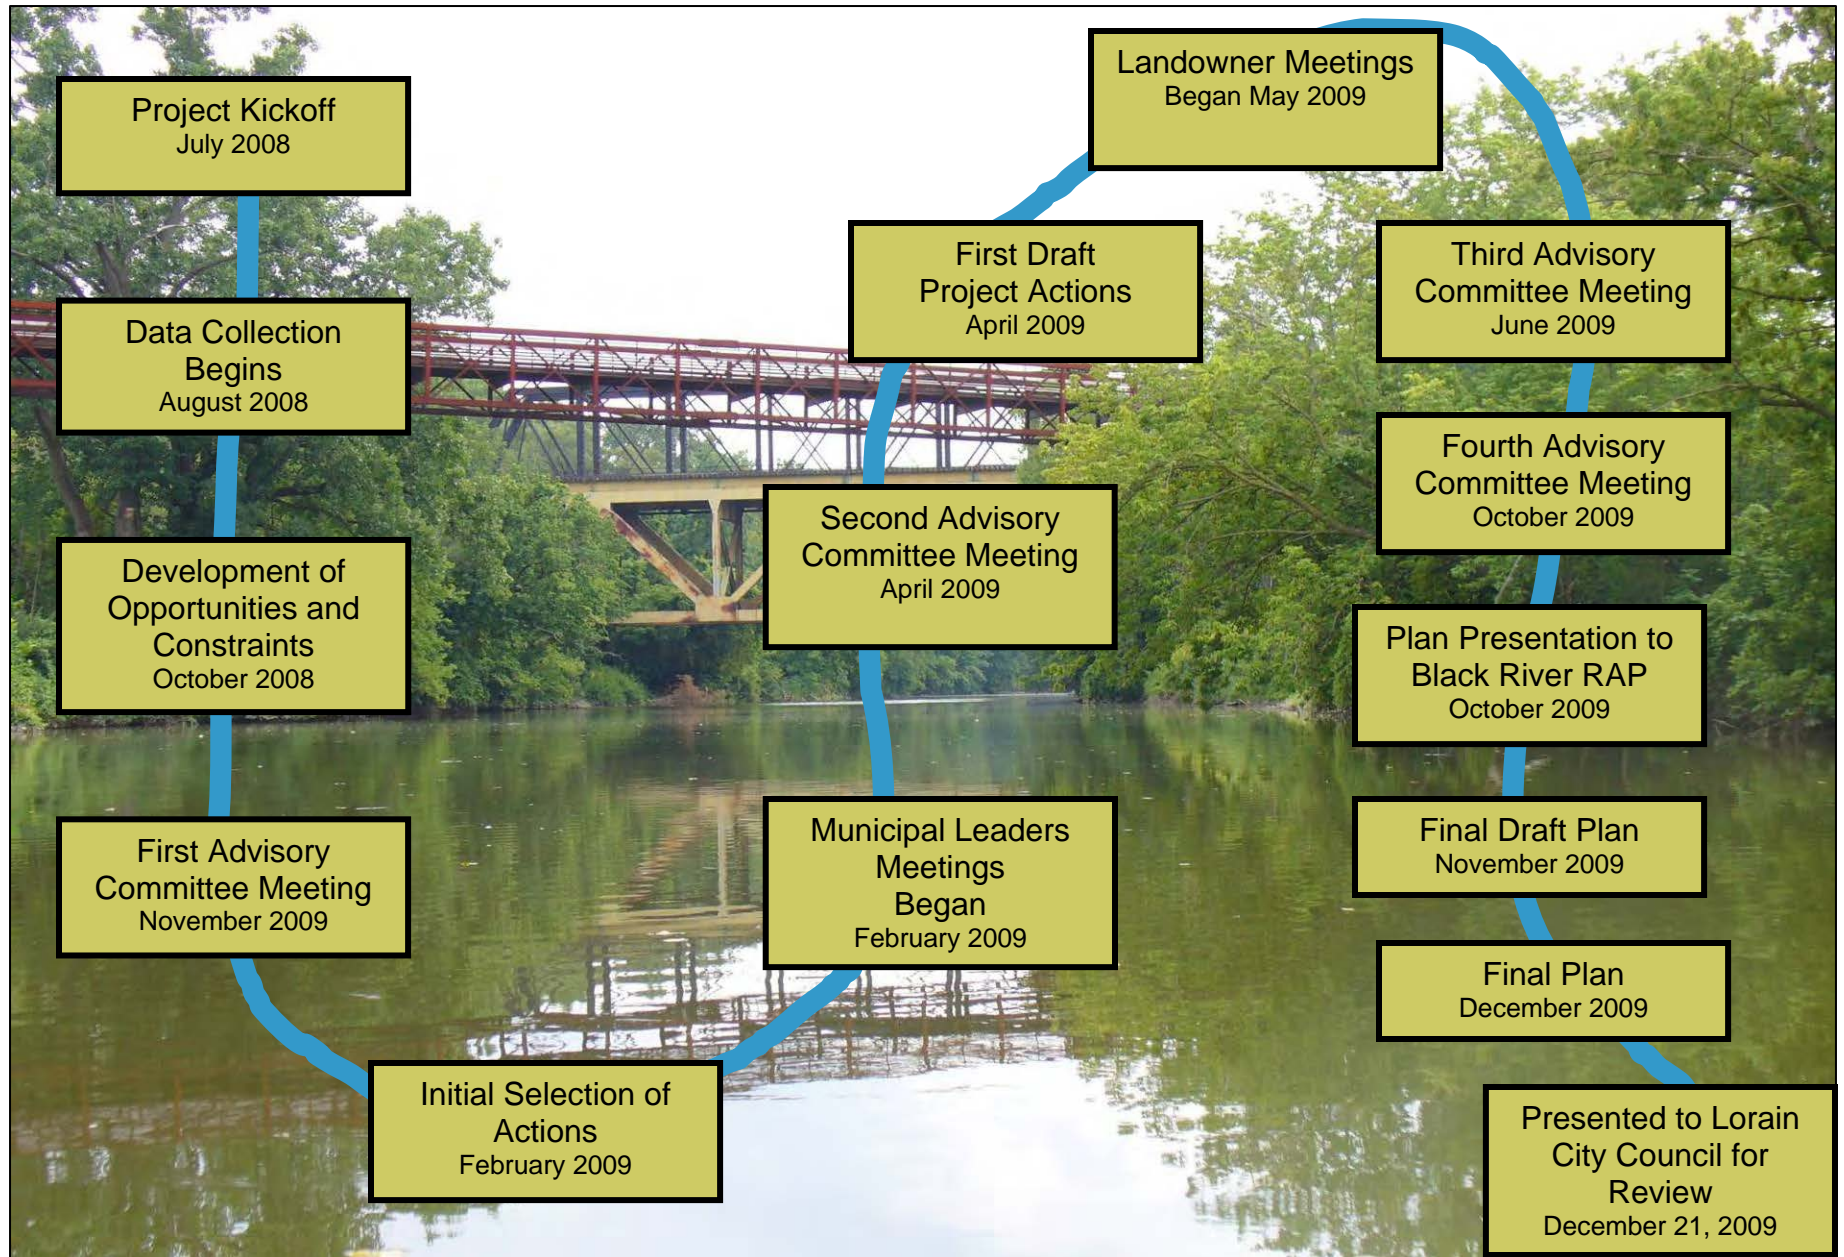 Project Kickoff
July 2008
Data Collection
Begins
August 2008
Development of
Opportunities and
Constraints
October 2008
First Advisory
Committee Meeting
November 2009
Initial Selection of
Actions
February 2009
Municipal Leaders
Meetings
Began
February 2009
Second Advisory
Committee Meeting
April 2009
First Draft
Project Actions
April 2009
Landowner Meetings
Began May 2009
Third Advisory
Committee Meeting
June 2009
Fourth Advisory
Committee Meeting
October 2009
Plan Presentation to
Black River RAP
October 2009
Final Draft Plan
November 2009
Final Plan
December 2009
Presented to Lorain
City Council for
Review
December 21, 2009